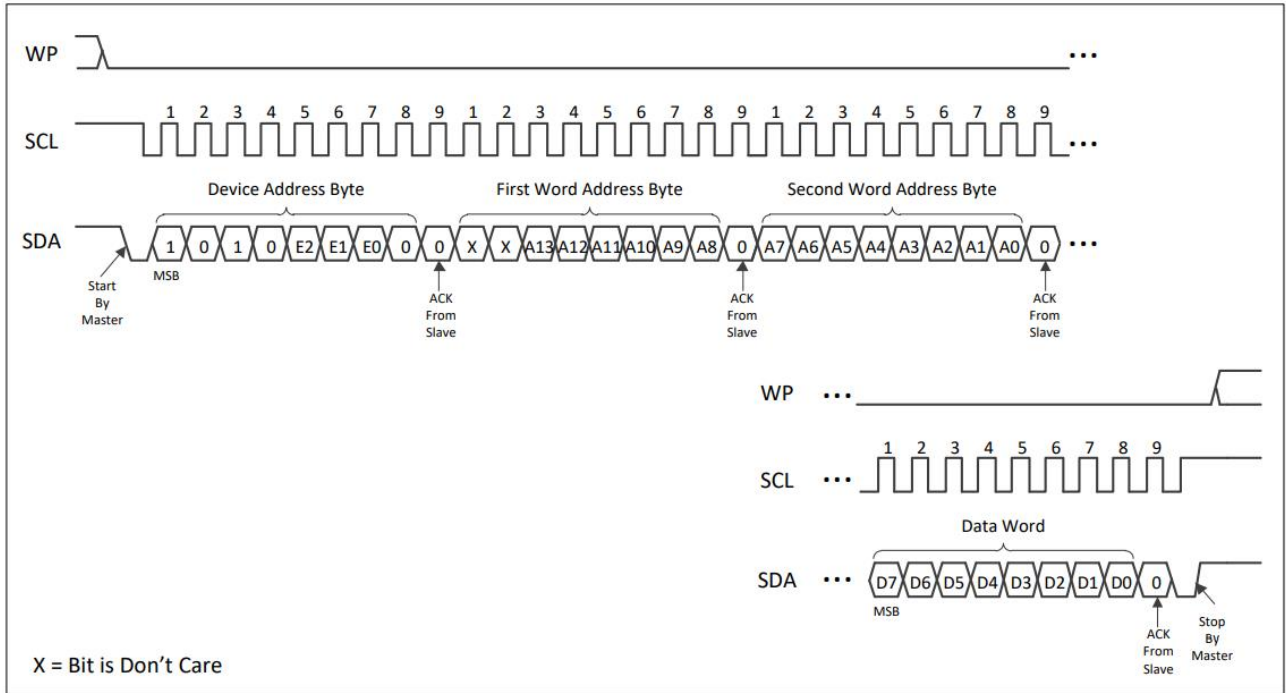 WP ...
1 2 3 4 5 6 7 8 9 1 2 3 4 5 6 7 8 9 1 2 3 4 5 6 7 8 9
SCL ...
Device Address Byte First Word Address Byte Second Word Address Byte
SDA 1 0 1 0 E2 E1 E0 0 0 X X A13 A12 A11 A10 A9 A8 0 A7 A6 A5 A4 A3 A2 A1 A0 0 ...
MSB
Start
By
Master
ACK
From
Slave
ACK
From
Slave
ACK
From
Slave
WP ...
1 2 3 4 5 6 7 8 9
SCL ...
Data Word
SDA ... D7 D6 D5 D4 D3 D2 D1 D0 0
MSB
ACK
From
Slave
Stop
By
Master
X = Bit is Don't Care